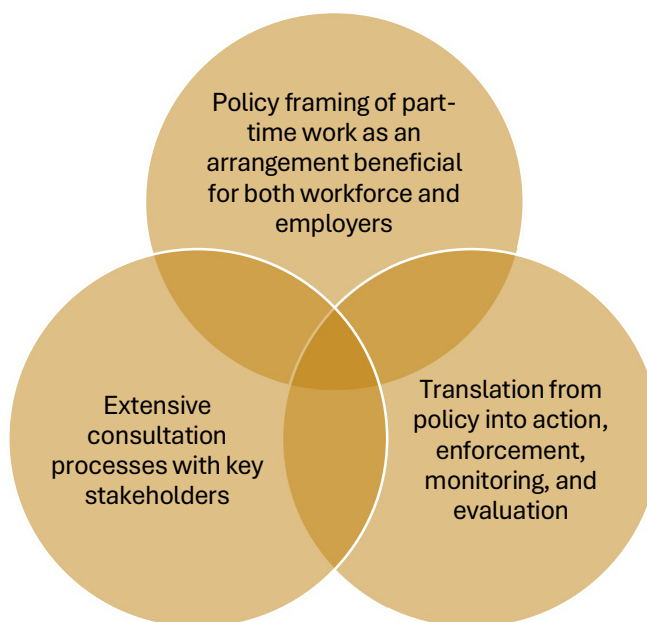 Policy framing of part-
time work as an
arrangement beneficial
for both workforce and
employers
Extensive
consultation
processes with key
stakeholders
Translation from
policy into action,
enforcement,
monitoring, and
evaluation